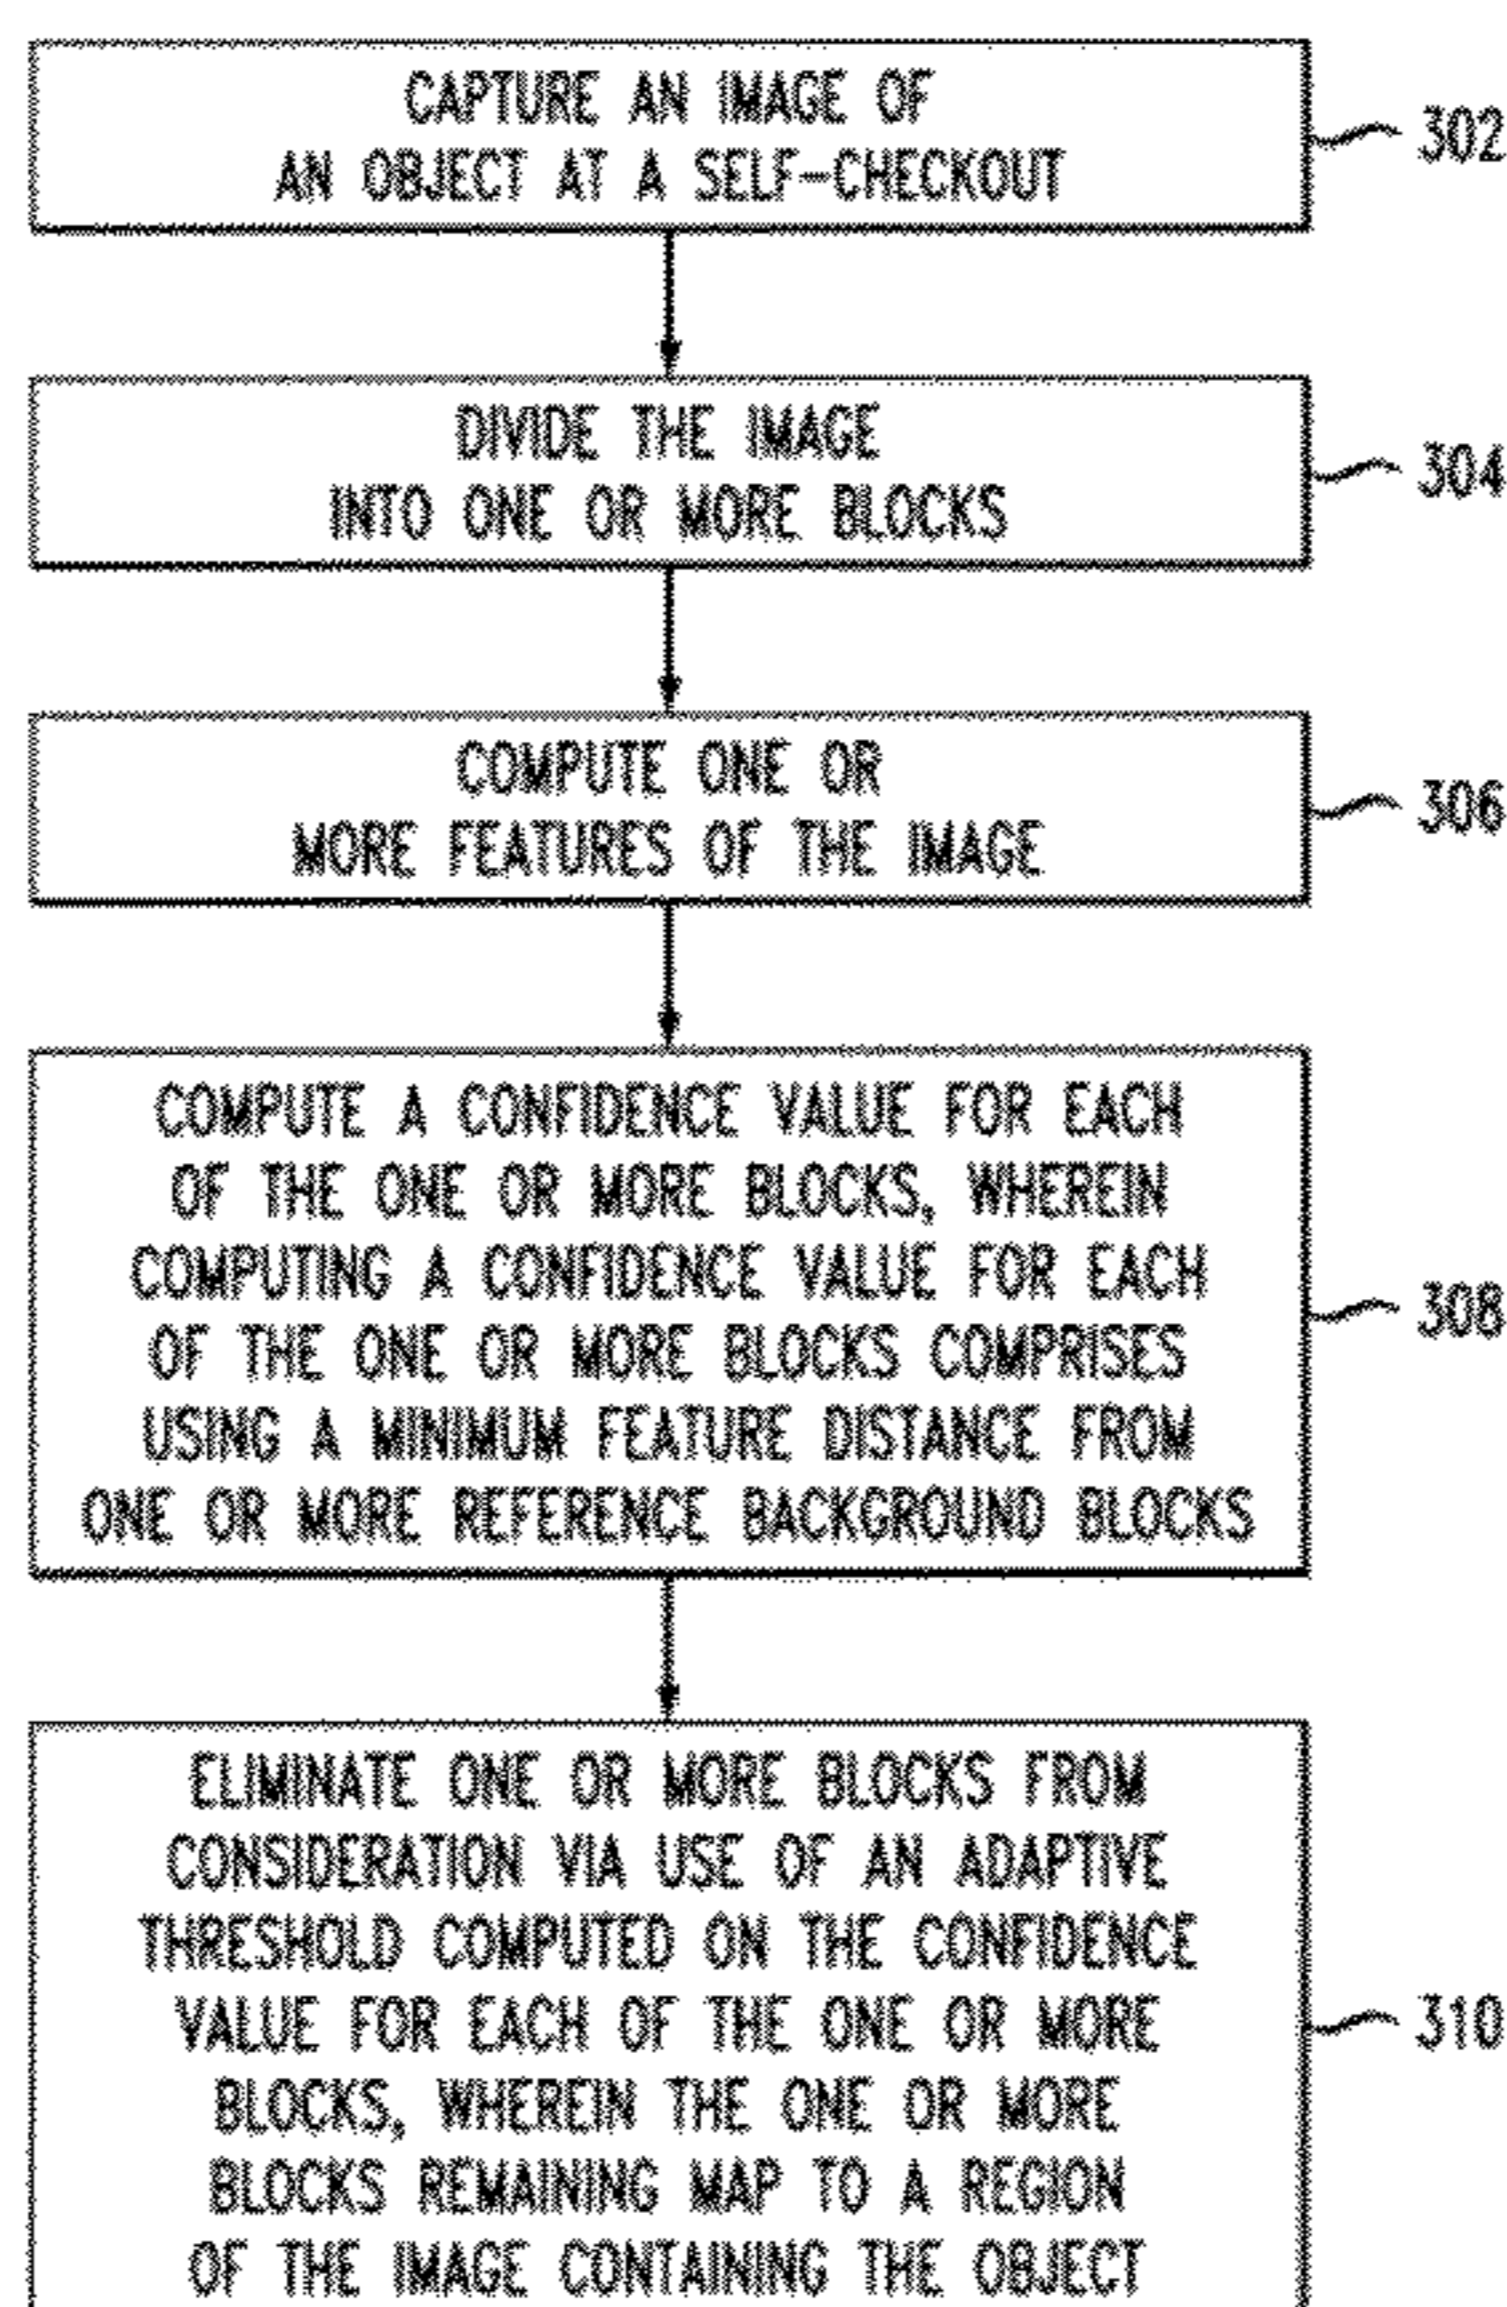 CAPTURE AN IMAGE OF
AN OBJECT AT A SELF-CHECKOUT
302
DIVIDE THE IMAGE
INTO ONE OR MORE BLOCKS
304
COMPUTE ONE OR
MORE FEATURES OF THE IMAGE
306
COMPUTE A CONFIDENCE VALUE FOR EACH
OF THE ONE OR MORE BLOCKS, WHEREIN
COMPUTING A CONFIDENCE VALUE FOR EACH
OF THE ONE OR MORE BLOCKS COMPRISES
USING A MINIMUM FEATURE DISTANCE FROM
ONE OR MORE REFERENCE BACKGROUND BLOCKS
308
ELIMINATE ONE OR MORE BLOCKS FROM
CONSIDERATION VIA USE OF AN ADAPTIVE
THRESHOLD COMPUTED ON THE CONFIDENCE
VALUE FOR EACH OF THE ONE OR MORE
BLOCKS, WHEREIN THE ONE OR MORE
BLOCKS REMAINING MAP TO A REGION
OF THE IMAGE CONTAINING THE OBJECT
310